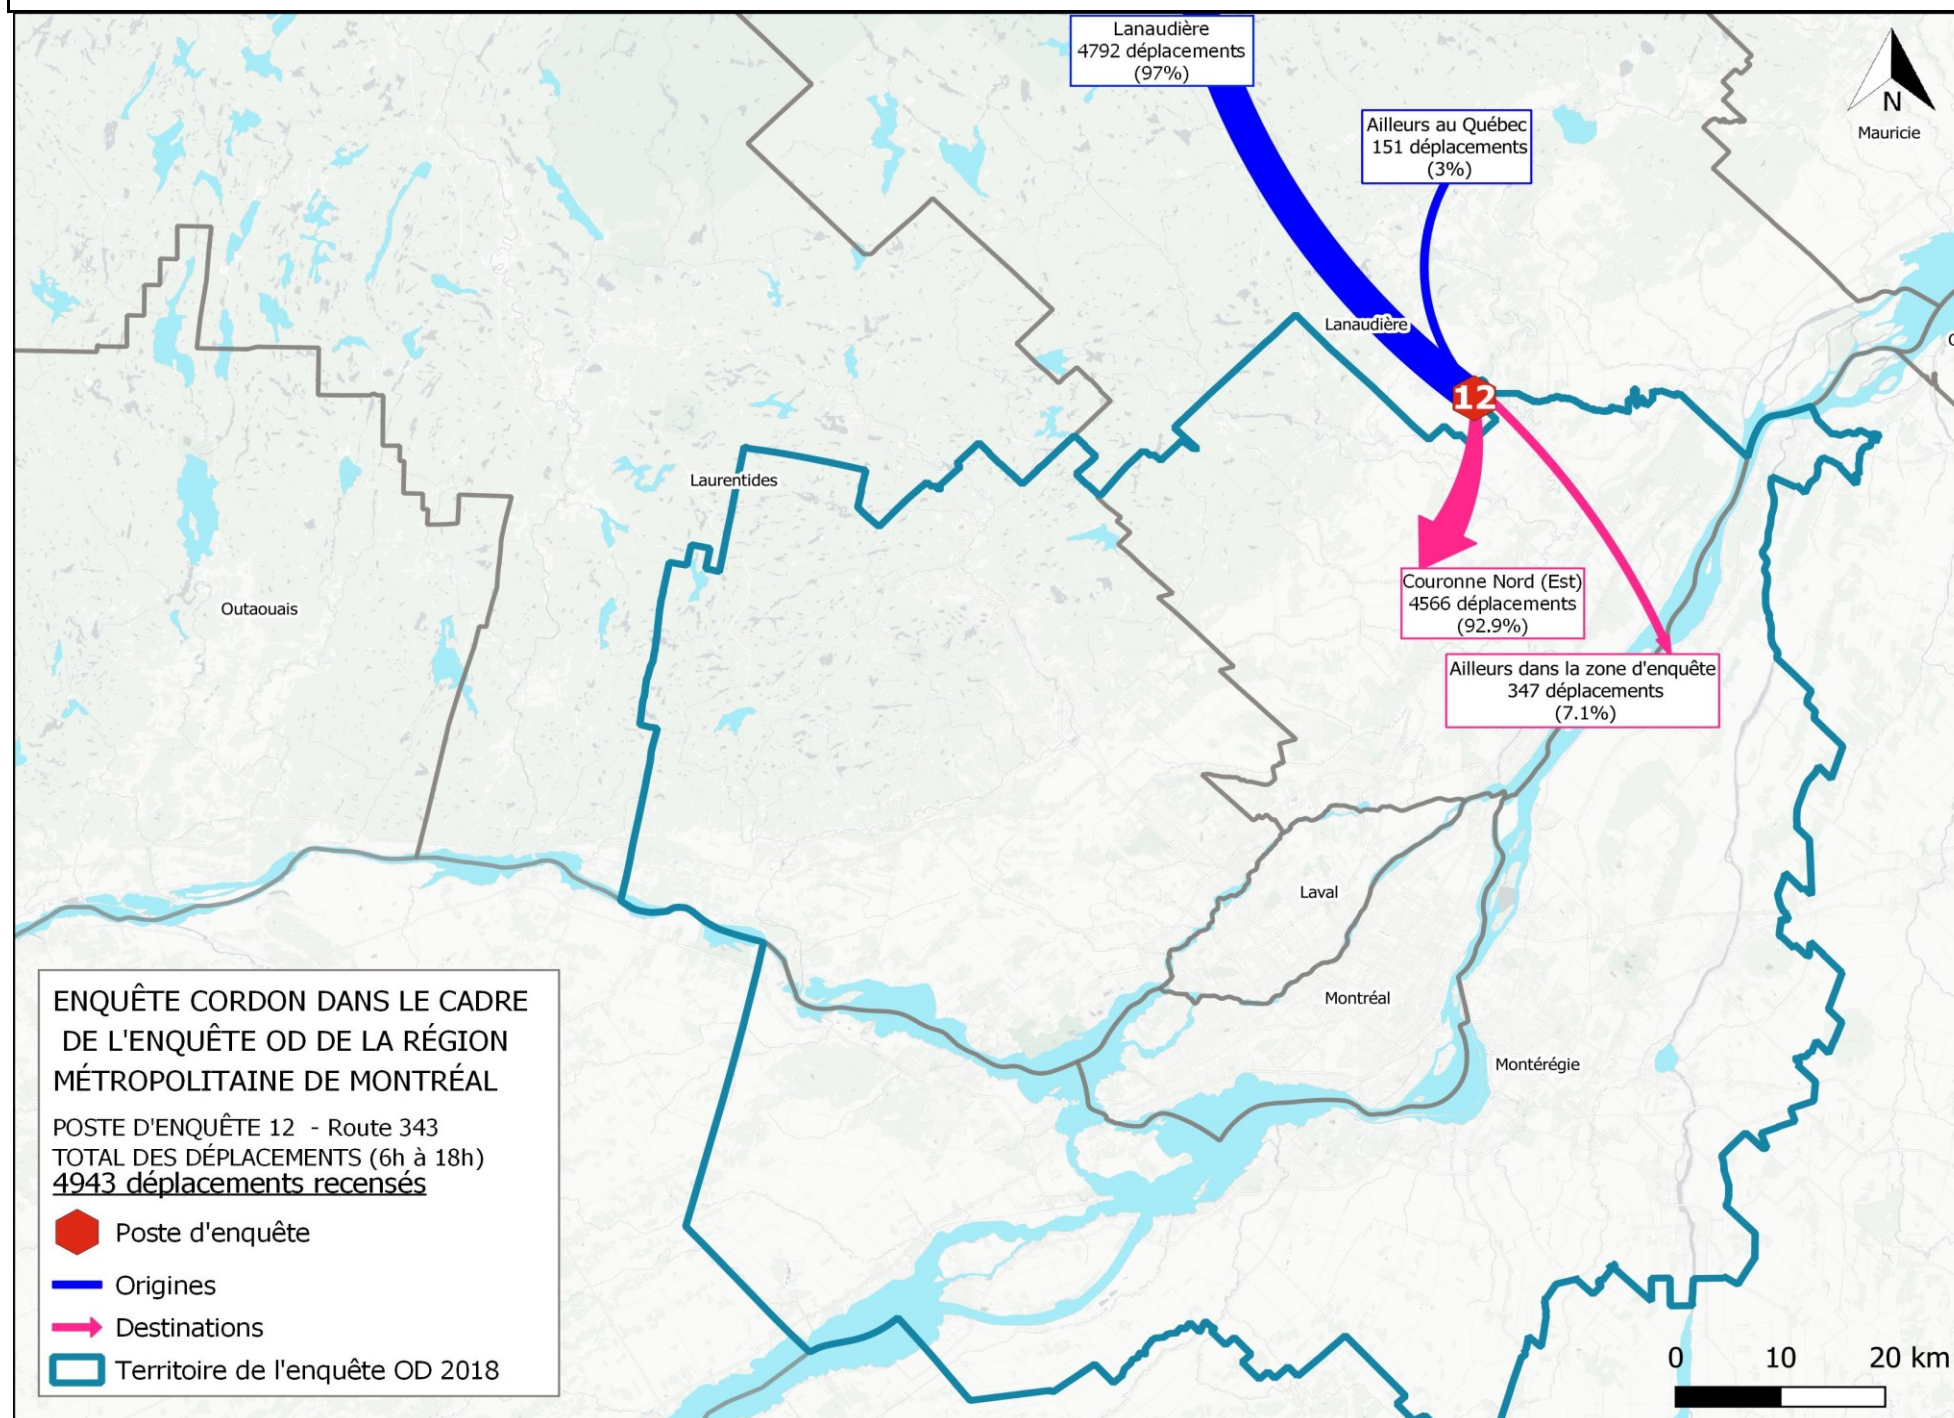 Lanaudière
4792 déplacements
(97%)
Ailleurs au Québec
151 déplacements
(3%)
N
Mauricie
Lanaudière
12
Laurentides
Outaouais
Couronne Nord (Est)
4566 déplacements
(92.9%)
Ailleurs dans la zone d'enquête
347 déplacements
(7.1%)
Laval
Montréal
Montérégie
ENQUÊTE CORDON DANS LE CADRE
DE L'ENQUÊTE OD DE LA RÉGION
MÉTROPOLITAINE DE MONTRÉAL
POSTE D'ENQUÊTE 12 - Route 343
TOTAL DES DÉPLACEMENTS (6h à 18h)
4943 déplacements recensés
Poste d'enquête
Origines
Destinations
Territoire de l'enquête OD 2018
0 10 20 km